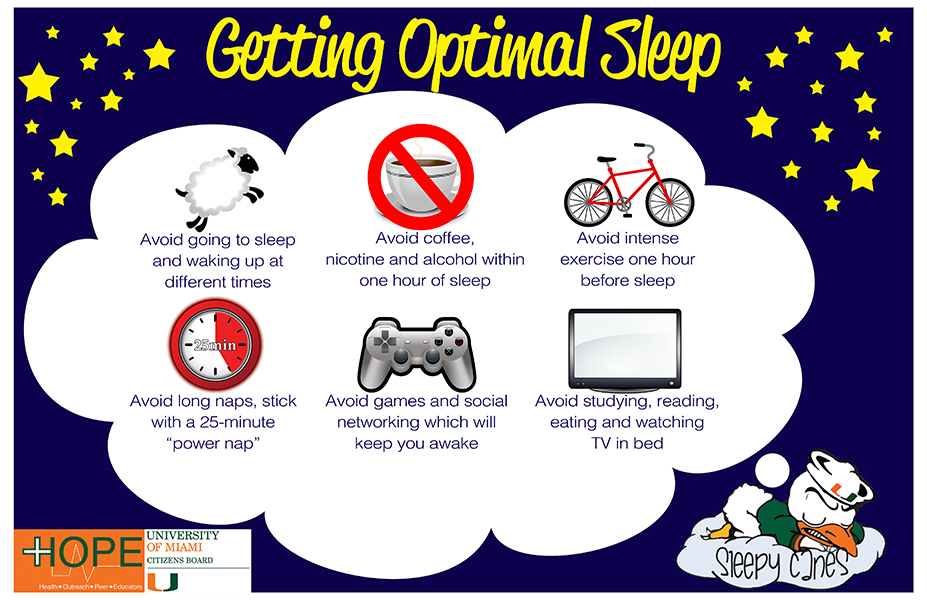 Getting Optimal Sleep
Avoid going to sleep
and waking up at
different times
Avoid coffee,
nicotine and alcohol within
one hour of sleep
Avoid intense
exercise one hour
before sleep
25min
Avoid long naps, stick
with a 25-minute
“power nap”
Avoid games and social
networking which will
keep you awake
Avoid studying, reading,
eating and watching
TV in bed
HOPE
Health • Outreach • Peer • Educators
UNIVERSITY
OF MIAMI
CITIZENS BOARD
U
U
Sleepy Canes